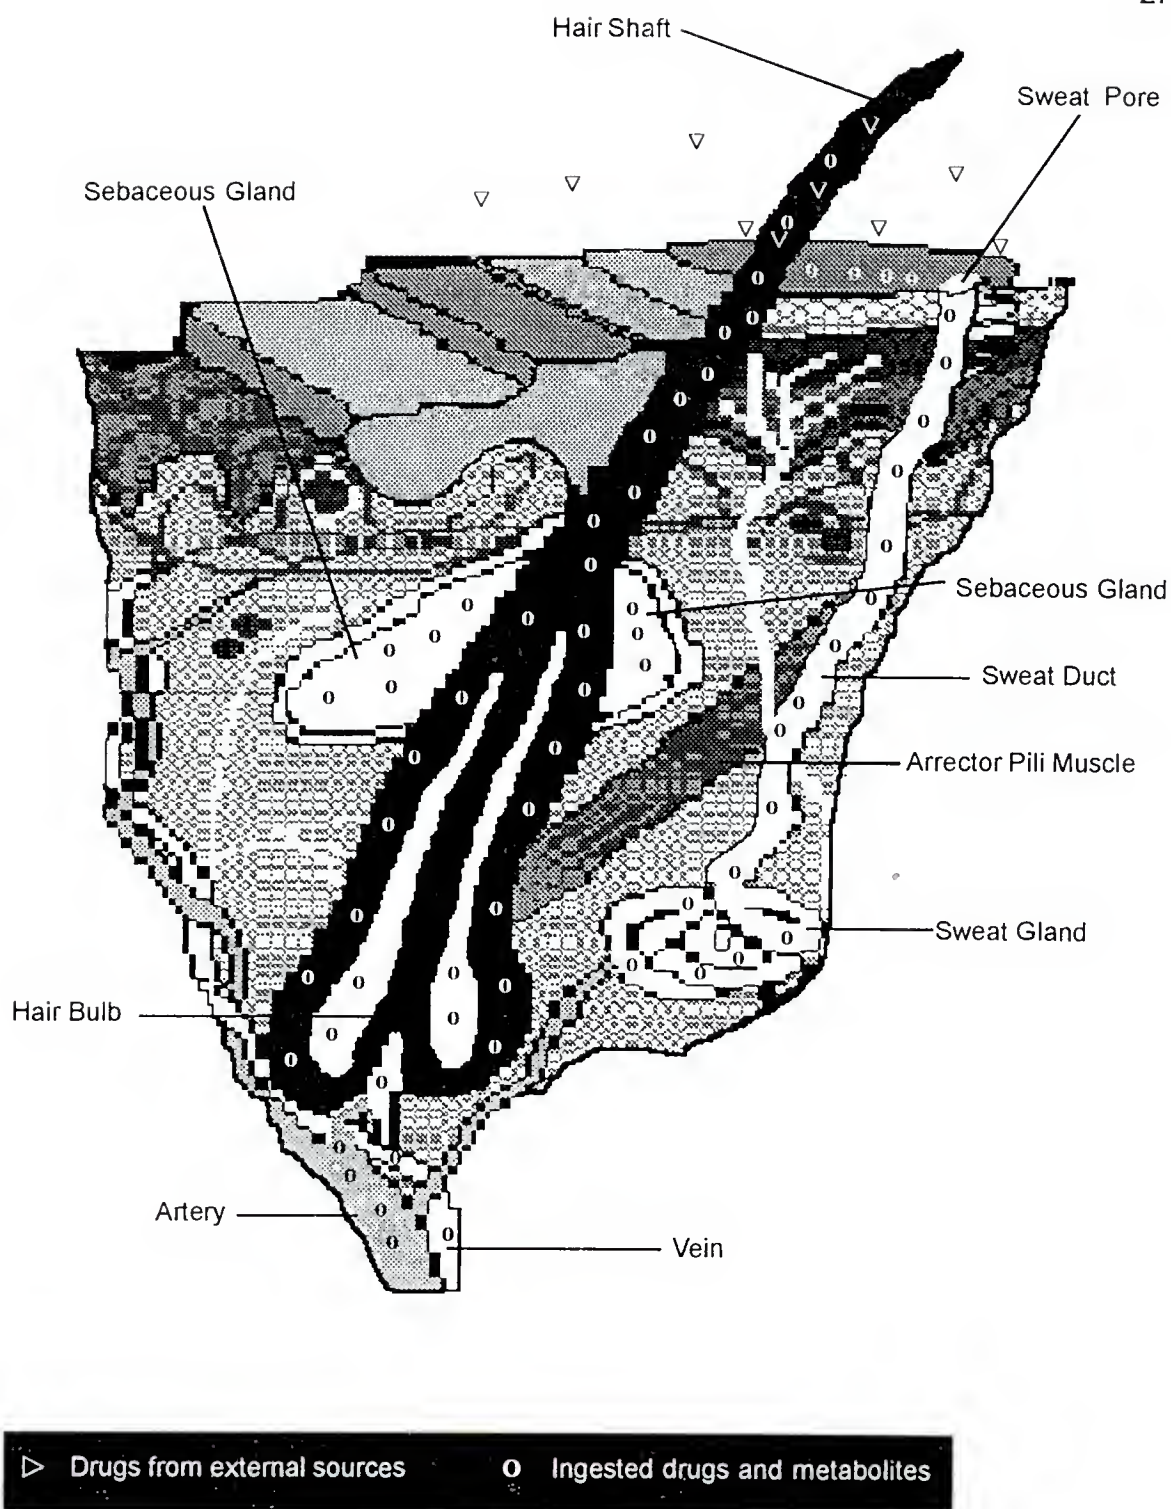 Hair Shaft
Sweat Pore
Sebaceous Gland
Sebaceous Gland
Sweat Duct
Arrector Pili Muscle
Sweat Gland
Hair Bulb
Artery
Vein
Drugs from external sources
o Ingested drugs and metabolites